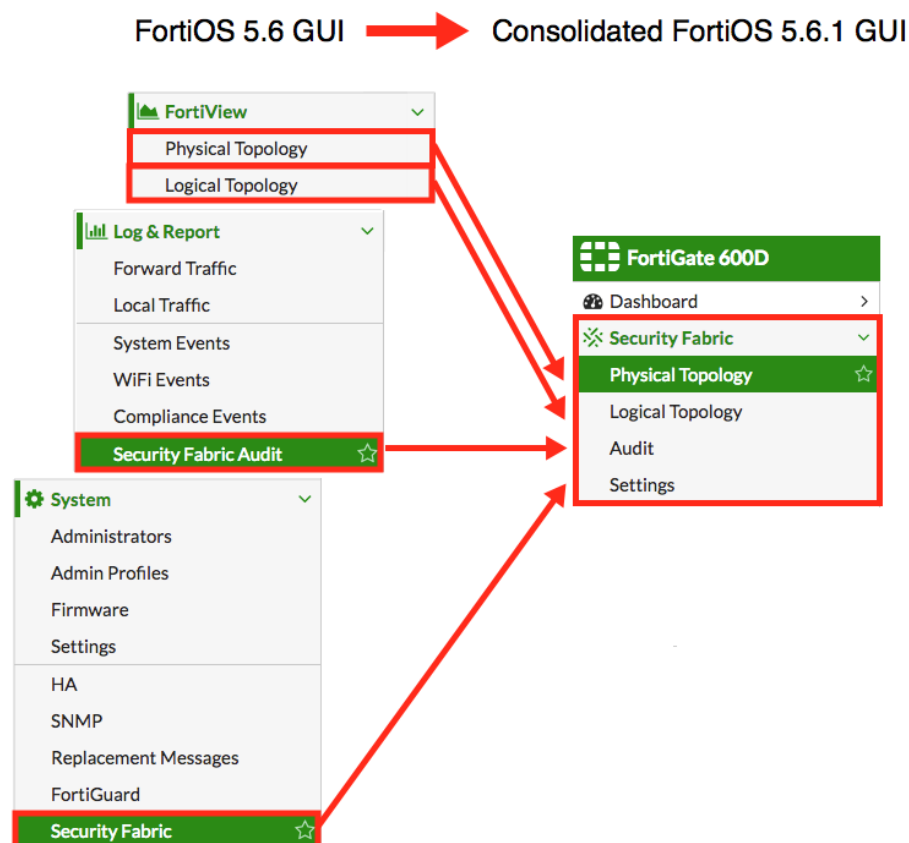 FortiOS 5.6 GUI
Consolidated FortiOS 5.6.1 GUI
FortiView
Physical Topology
Logical Topology
Log & Report
Forward Traffic
Local Traffic
System Events
WiFi Events
Compliance Events
Security Fabric Audit
System
Administrators
Admin Profiles
Firmware
Settings
HA
SNMP
Replacement Messages
FortiGuard
Security Fabric
FortiGate 600D
Dashboard
Security Fabric
Physical Topology
Logical Topology
Audit
Settings